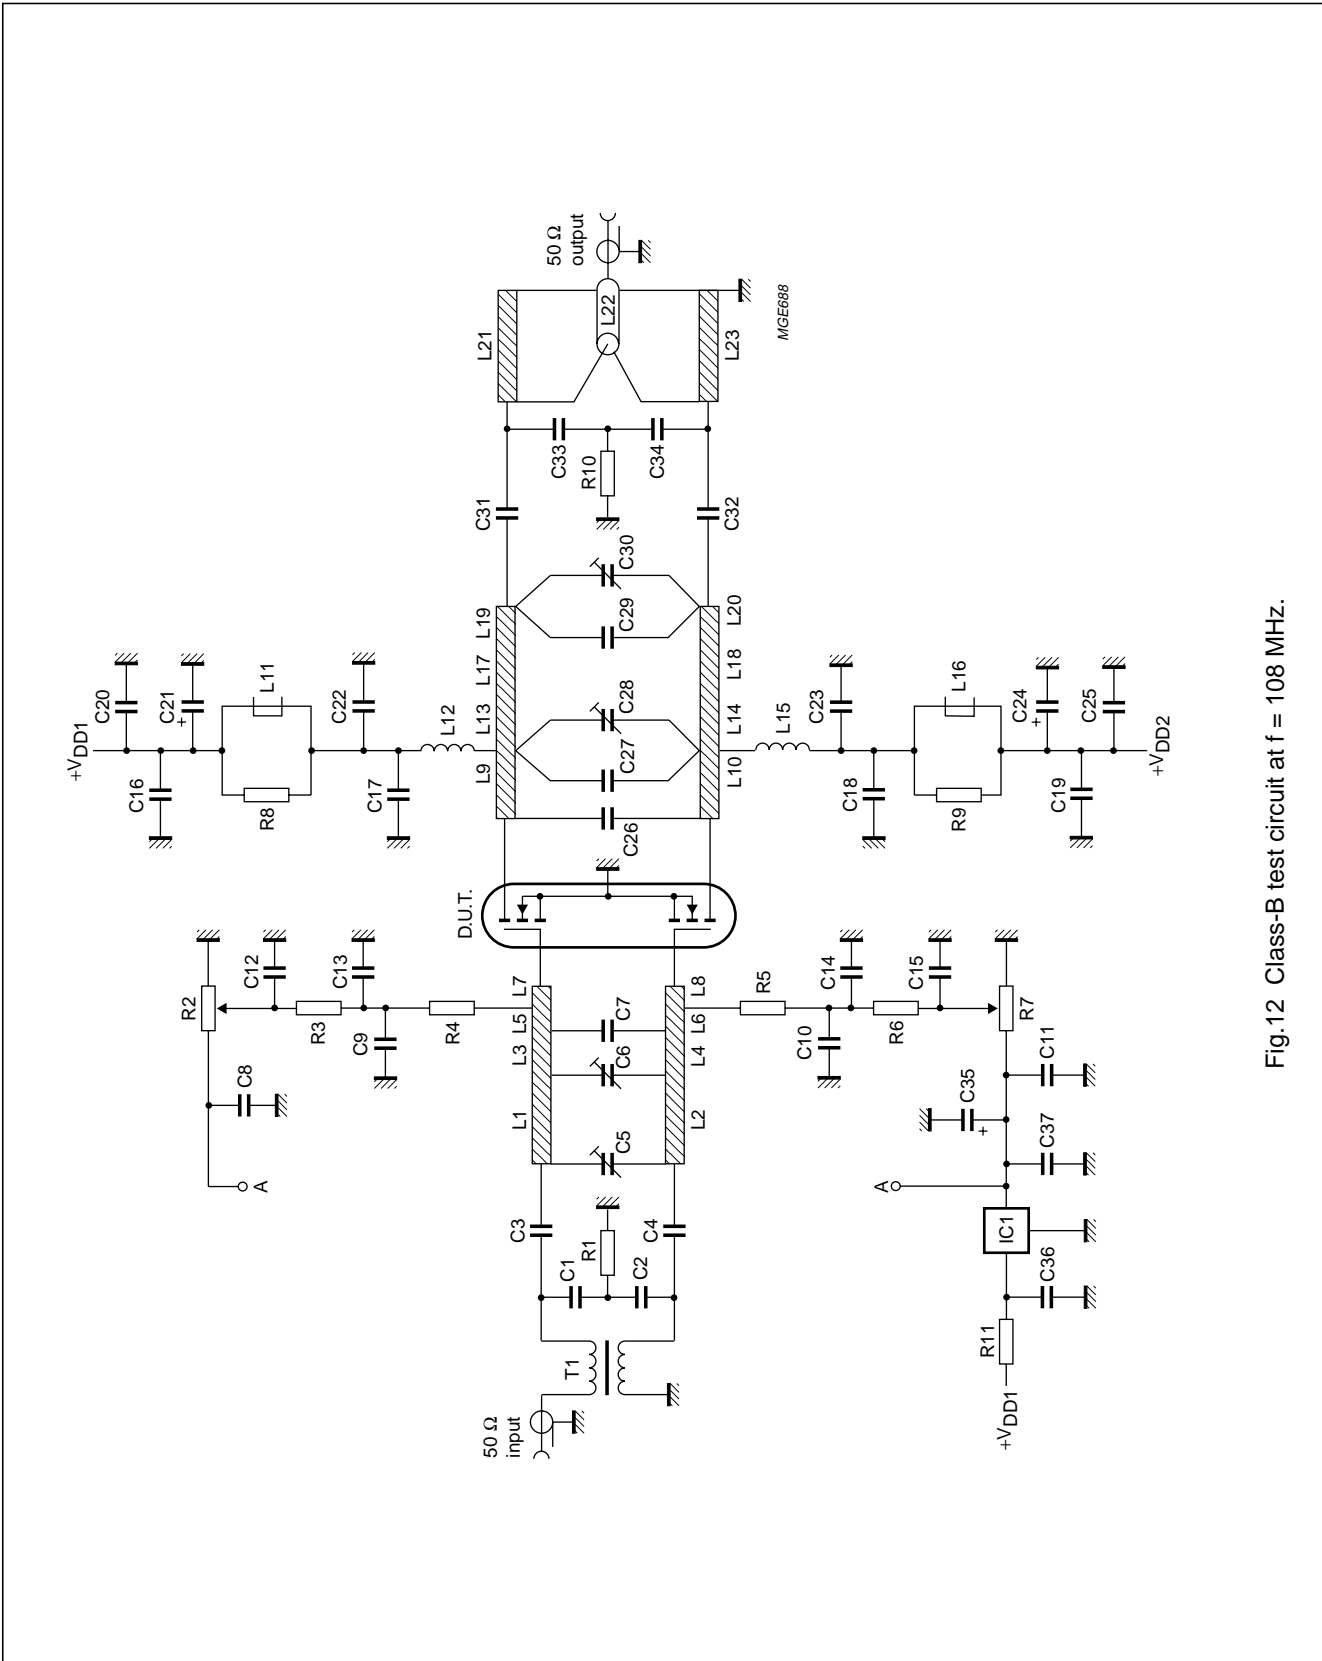 50 Ω
input
T1
C1
C2
R1
C3
C4
A
C8
R2
C12
R3
C13
C9
R4
L1
L3
L5
L7
C5
C6
C7
L2
L4
L6
L8
R5
C10
C14
R6
C15
R7
C11
C35
+
C37
A
IC1
C36
R11
+VDD1
D.U.T.
+VDD1
C20
C16
C21
+
R8
L11
C22
C17
L12
L9
L13
L17
L19
C26
C27
C28
C29
C30
L10
L14
L18
L20
L15
C23
C18
R9
L16
C24
+
C19
C25
+VDD2
C31
C32
C33
R10
C34
L21
L22
L23
50 Ω
output
MGE688
Fig.12 Class-B test circuit at f = 108 MHz.